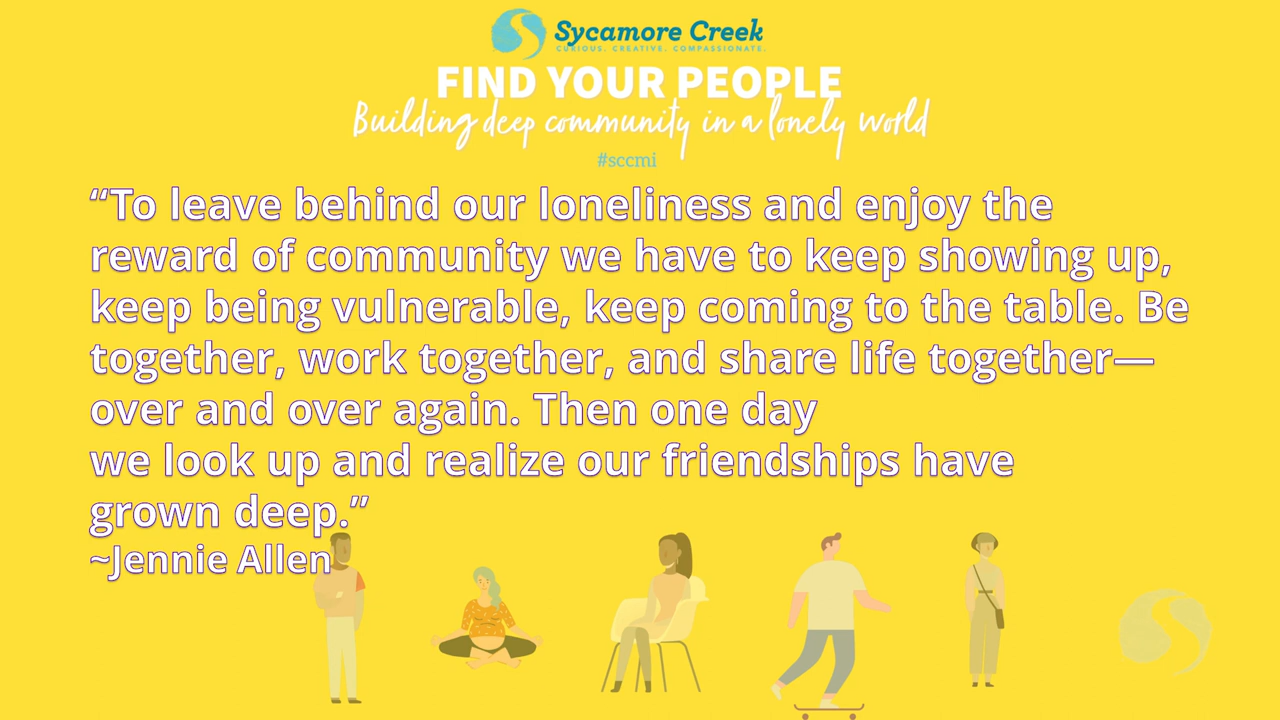 Sycamore Creek
CURIOUS. CREATIVE. COMPASSIONATE.
FIND YOUR PEOPLE
Building deep community in a lonely world
#sccmi
“To leave behind our loneliness and enjoy the
reward of community we have to keep showing up,
keep being vulnerable, keep coming to the table. Be
together, work together, and share life together—
over and over again. Then one day
we look up and realize our friendships have
grown deep.”
~Jennie Allen